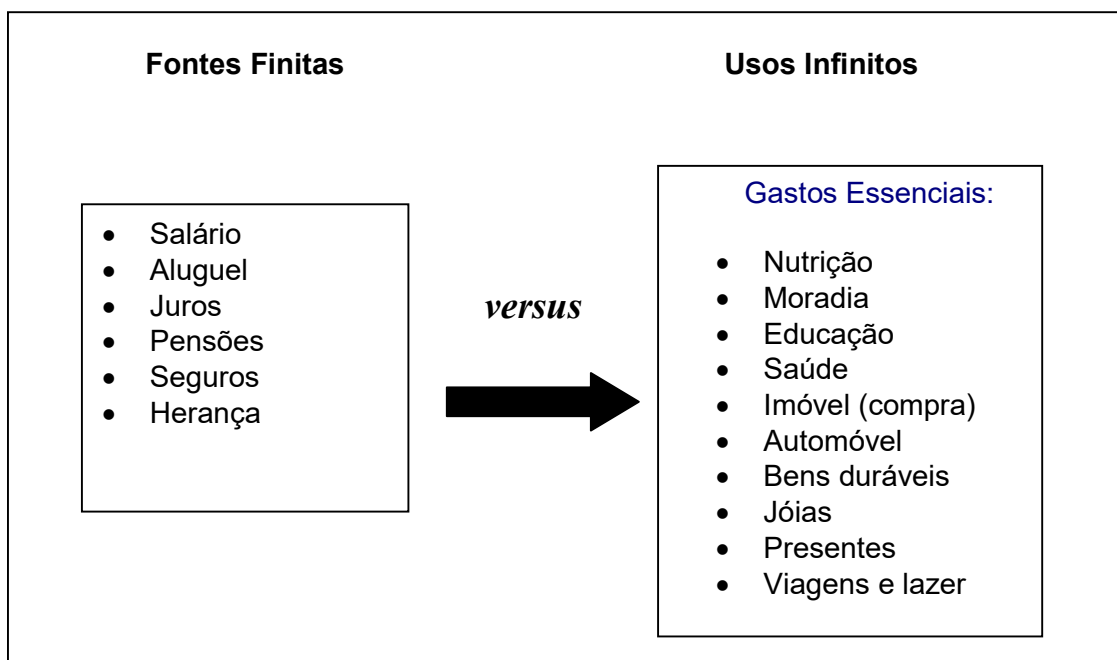 Fontes Finitas
Usos Infinitos
• Salário
• Aluguel
• Juros
• Pensões
• Seguros
• Herança
versus
Gastos Essenciais:
• Nutrição
• Moradia
• Educação
• Saúde
• Imóvel (compra)
• Automóvel
• Bens duráveis
• Jóias
• Presentes
• Viagens e lazer